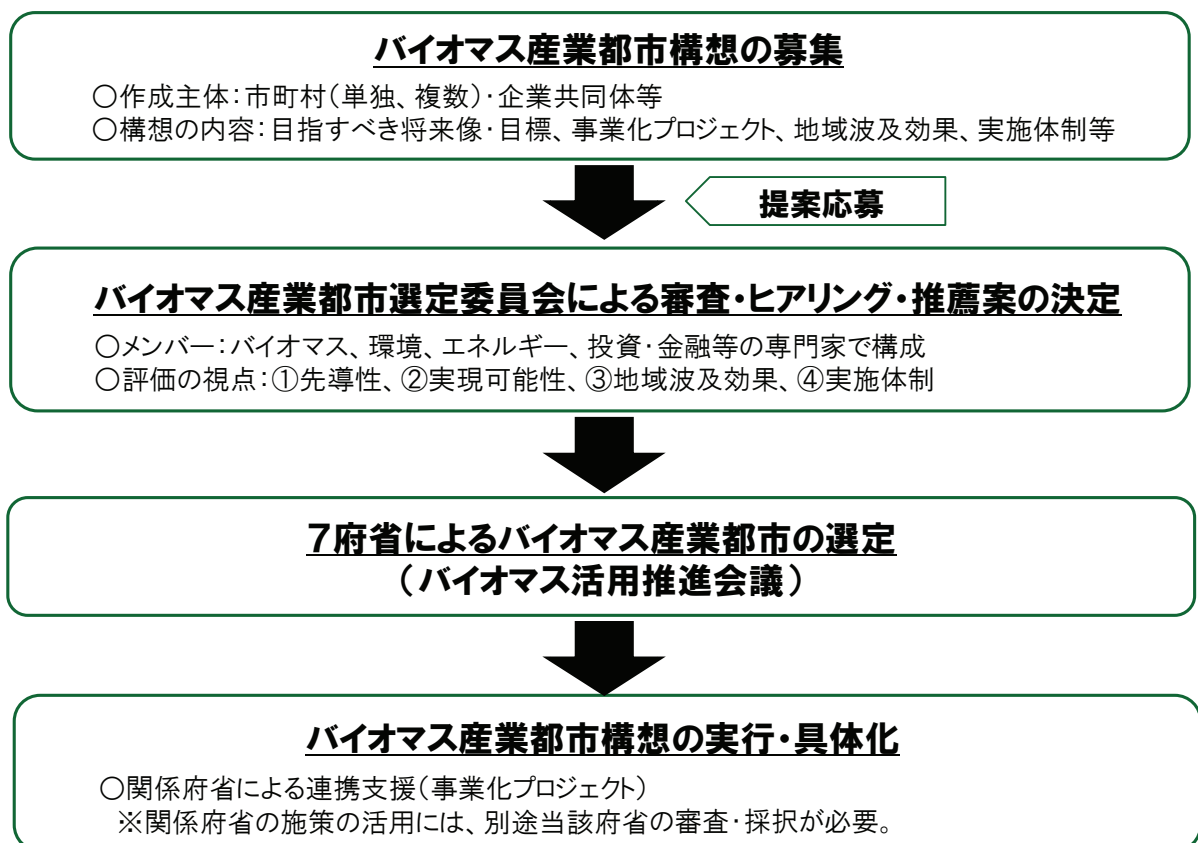 バイオマス産業都市構想の募集
○作成主体：市町村（単独、複数）・企業共同体等
○構想の内容：目指すべき将来像・目標、事業化プロジェクト、地域波及効果、実施体制等
提案応募
バイオマス産業都市選定委員会による審査・ヒアリング・推薦案の決定
○メンバー：バイオマス、環境、エネルギー、投資・金融等の専門家で構成
○評価の視点：①先導性、②実現可能性、③地域波及効果、④実施体制
7府省によるバイオマス産業都市の選定
（バイオマス活用推進会議）
バイオマス産業都市構想の実行・具体化
○関係府省による連携支援（事業化プロジェクト）
※関係府省の施策の活用には、別途当該府省の審査・採択が必要。